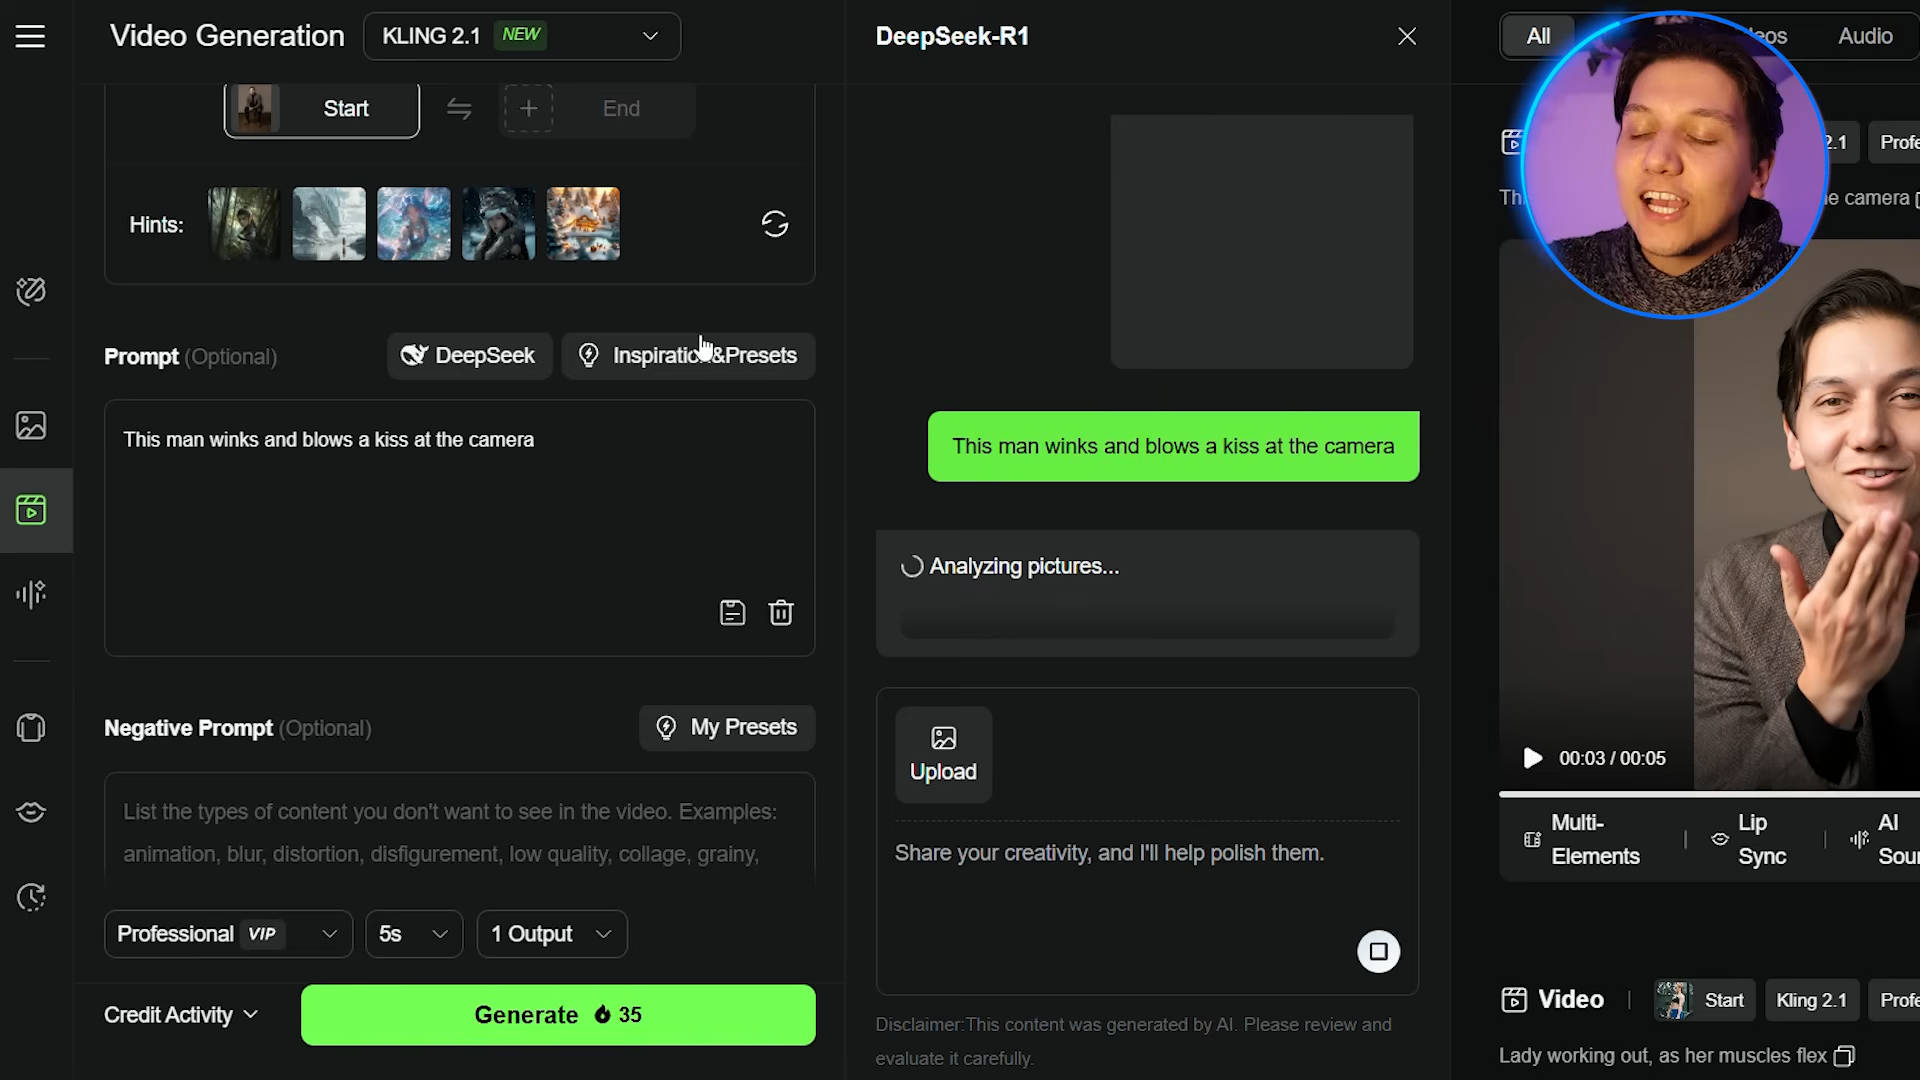 Video Generation
KLING 2.1 NEW
Start
End
Hints:
Prompt (Optional)
DeepSeek
Inspiration&Presets
This man winks and blows a kiss at the camera
Negative Prompt (Optional)
My Presets
List the types of content you don't want to see in the video. Examples:
animation, blur, distortion, disfigurement, low quality, collage, grainy,
Professional VIP
5s
1 Output
Credit Activity
Generate 35
DeepSeek-R1
This man winks and blows a kiss at the camera
Analyzing pictures...
Upload
Share your creativity, and I'll help polish them.
Disclaimer:This content was generated by AI. Please review and
evaluate it carefully.
All
Audio
2.1
camera
00:03 / 00:05
Multi-
Elements
Lip
Sync
AI
Video
Start
Kling 2.1
Lady working out, as her muscles flex